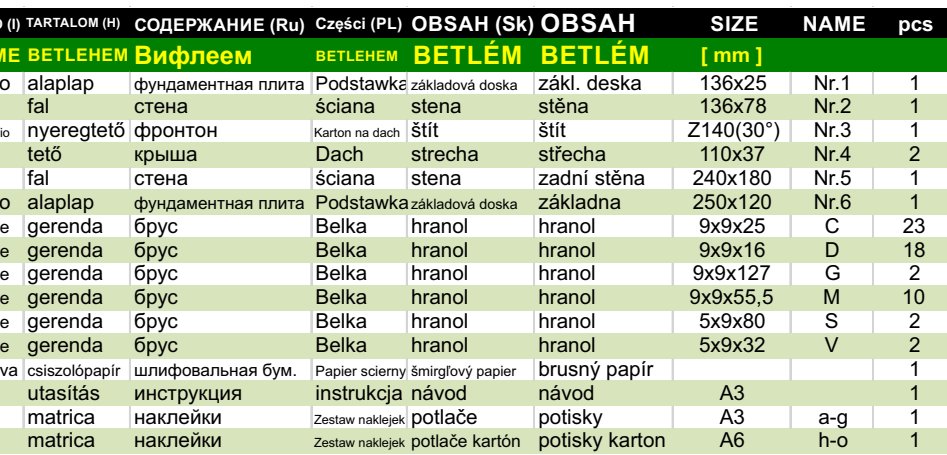 (I) TARTALOM (H) СОДЕРЖАНИЕ (Ru) Części (PL) OBSAH (Sk) OBSAH SIZE NAME pcs
ME BETLEHEM Вифлеем BETLEHEM BETLÉM BETLÉM [ mm ]
o alaplap фундаментная плита Podstawka základová doska zákl. deska 136x25 Nr.1 1
fal стена ściana stena stěna 136x78 Nr.2 1
io nyeregtető фронтон Karton na dach štít štít Z140(30°) Nr.3 1
tető крыша Dach strecha střecha 110x37 Nr.4 2
fal стена ściana stena zadní stěna 240x180 Nr.5 1
o alaplap фундаментная плита Podstawka základová doska základna 250x120 Nr.6 1
e gerenda брус Belka hranol hranol 9x9x25 C 23
e gerenda брус Belka hranol hranol 9x9x16 D 18
e gerenda брус Belka hranol hranol 9x9x127 G 2
e gerenda брус Belka hranol hranol 9x9x55,5 M 10
e gerenda брус Belka hranol hranol 5x9x80 S 2
e gerenda брус Belka hranol hranol 5x9x32 V 2
va csiszolópapír шлифовальная бум. Papier scierny šmirgľový papier brusný papír 1
utasítás инструкция instrukcja návod návod A3 1
matrica наклейки Zestaw naklejek potlače potisky A3 a-g 1
matrica наклейки Zestaw naklejek potlače kartón potisky karton A6 h-o 1